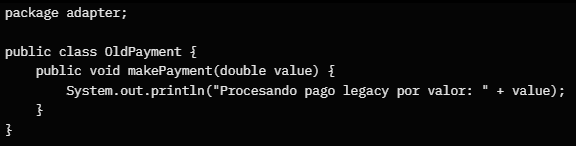 package adapter;
public class OldPayment {
    public void makePayment(double value) {
        System.out.println("Procesando pago legacy por valor: " + value);
    }
}